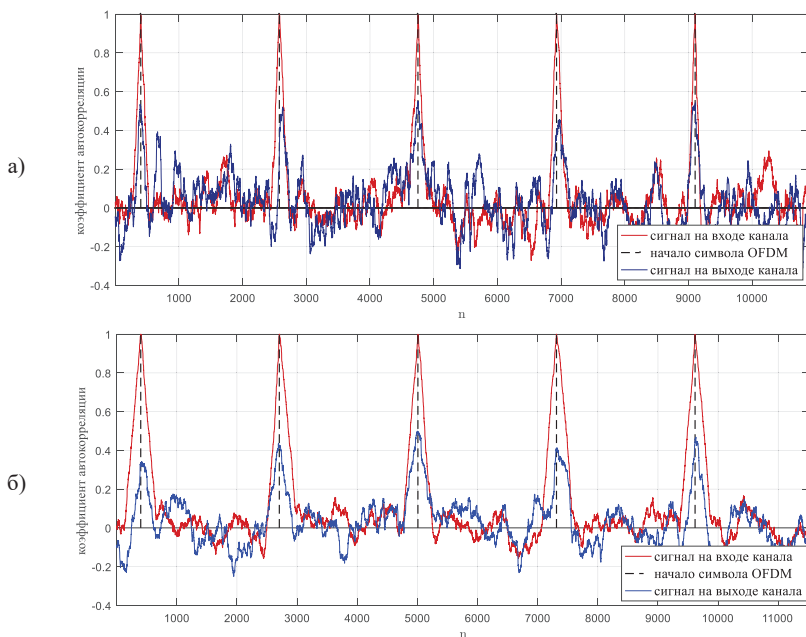 а)
коэффициент автокорреляции
1
0.8
0.6
0.4
0.2
0
-0.2
-0.4
1000 2000 3000 4000 5000 6000 7000 8000 9000 10000
n
сигнал на входе канала
начало символа OFDM
сигнал на выходе канала
б)
коэффициент автокорреляции
1
0.8
0.6
0.4
0.2
0
-0.2
-0.4
1000 2000 3000 4000 5000 6000 7000 8000 9000 10000 11000
n
сигнал на входе канала
начало символа OFDM
сигнал на выходе канала